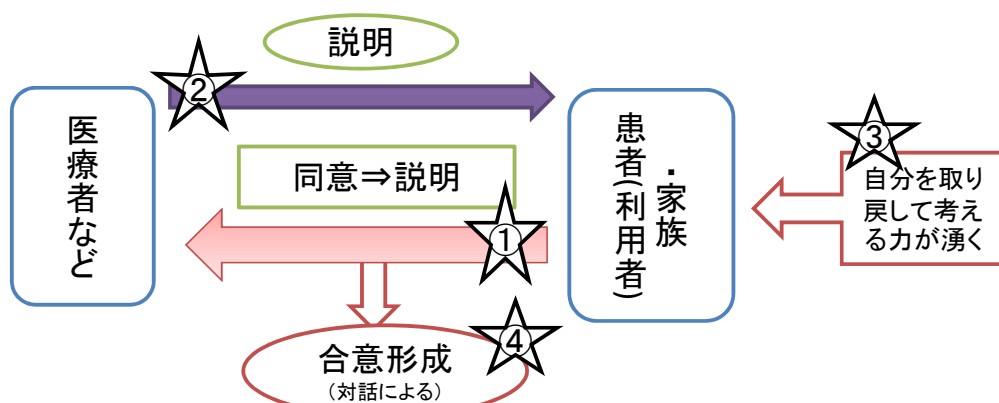 説明
②
医療者など
同意⇒説明
①
患者(利用者)
・家族
③
自分を取り
戻して考え
る力が湧く
④
合意形成
(対話による)